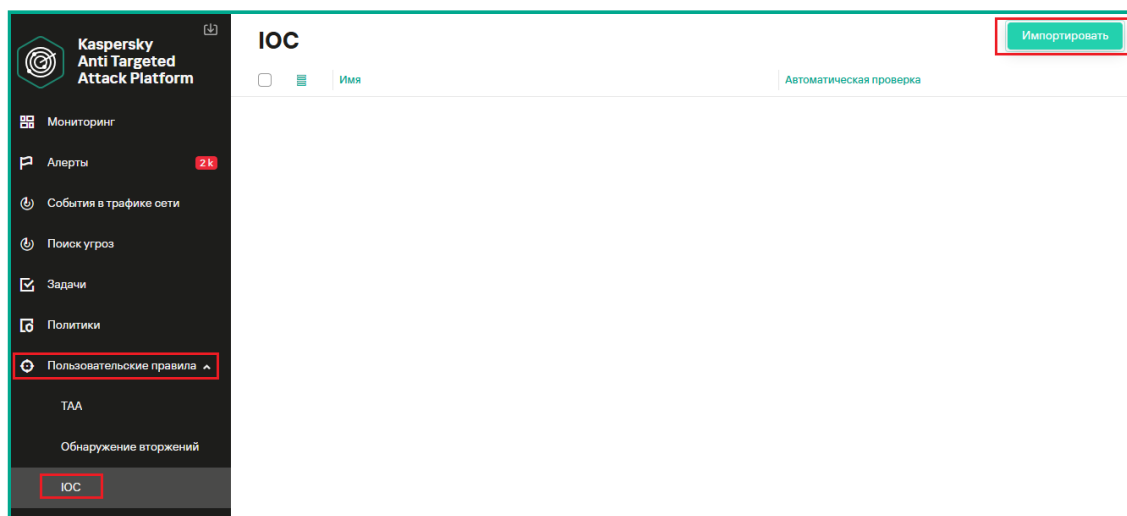 Kaspersky
Anti Targeted
Attack Platform
Мониторинг
Алерты 2 k
События в трафике сети
Поиск угроз
Задачи
Политики
Пользовательские правила
TAA
Обнаружение вторжений
IOC
IOC
Импортировать
Имя Автоматическая проверка